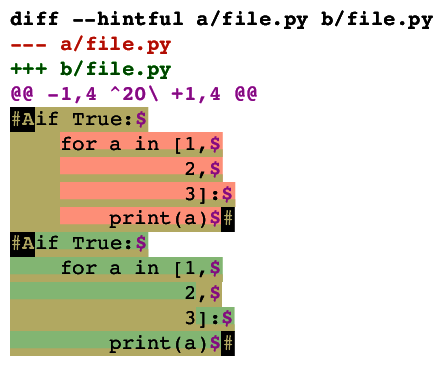 diff --hintful a/file.py b/file.py
--- a/file.py
+++ b/file.py
@@ -1,4 ^20\ +1,4 @@
#Aif True:$
    for a in [1,$
              2,$
              3]:$
        print(a)$#
#Aif True:$
    for a in [1,$
              2,$
              3]:$
        print(a)$#